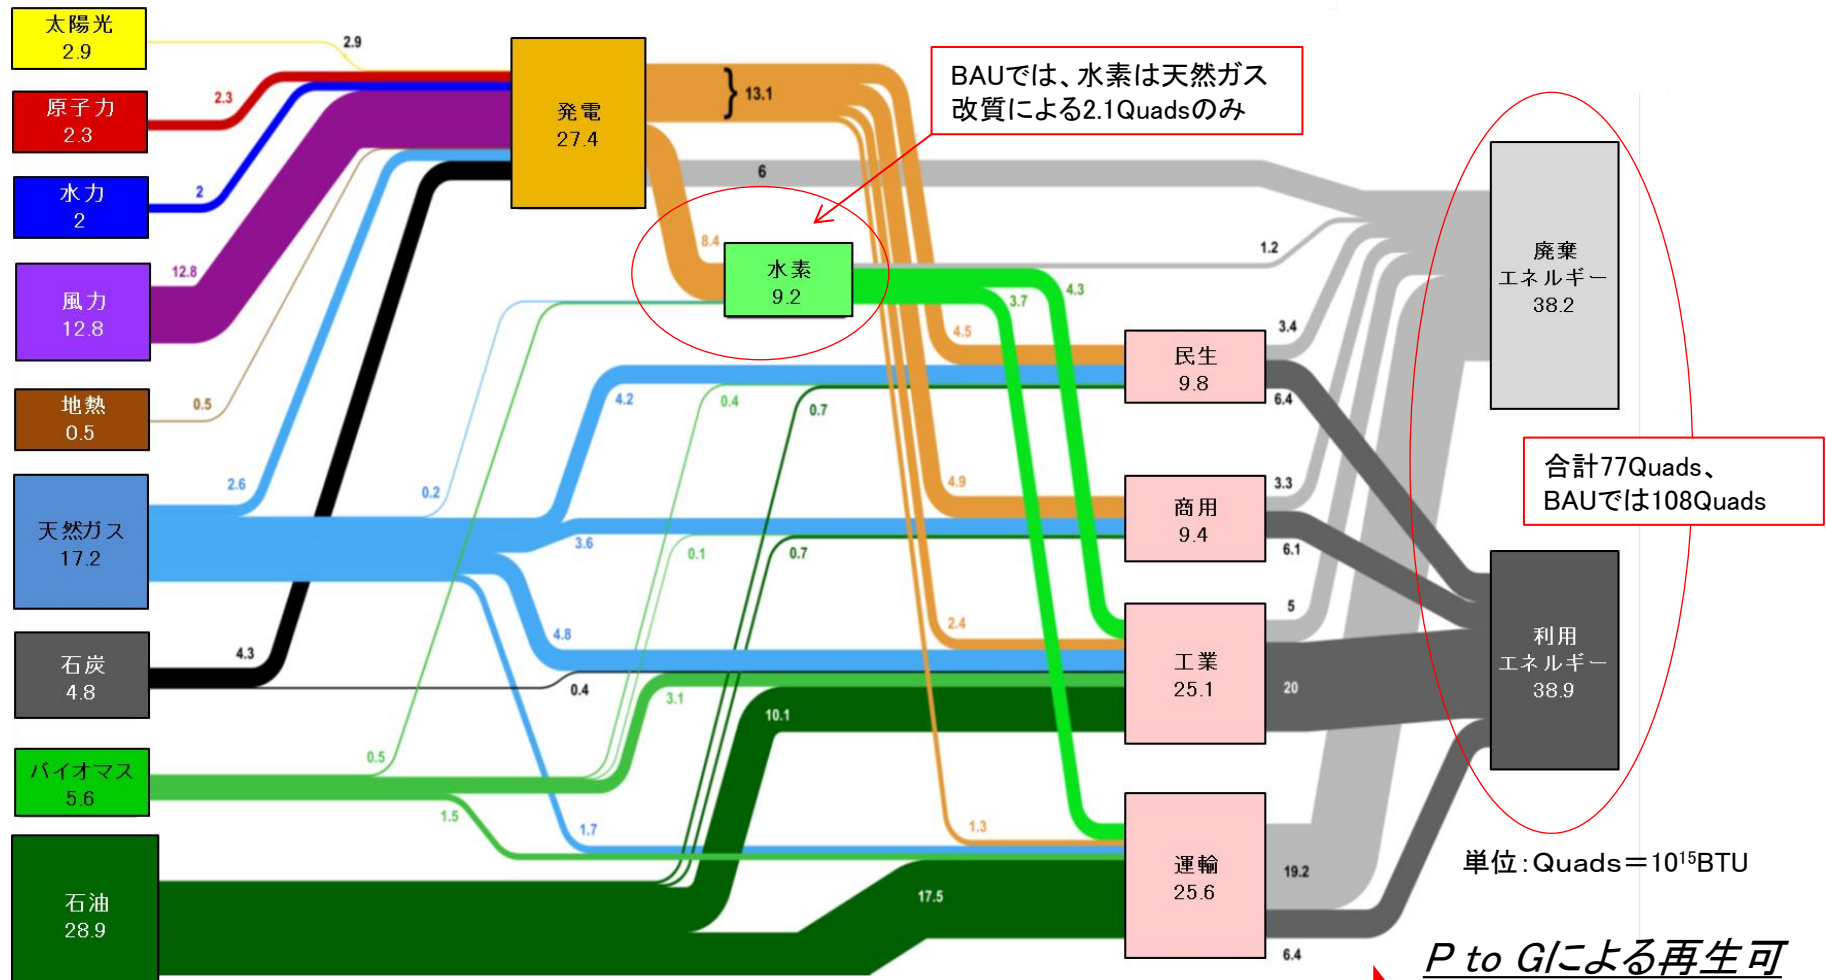 太陽光
2.9
原子力
2.3
水力
2
風力
12.8
地熱
0.5
天然ガス
17.2
石炭
4.8
バイオマス
5.6
石油
28.9
2.9
2.3
2
12.8
0.5
2.6
0.2
4.2
3.6
4.8
1.7
4.3
0.4
0.5
0.4
0.1
3.1
1.5
0.7
0.7
10.1
17.5
発電
27.4
13.1
6
8.4
BAUでは、水素は天然ガス
改質による2.1Quadsのみ
水素
9.2
1.2
4.3
3.7
4.5
4.9
2.4
1.3
民生
9.8
商用
9.4
工業
25.1
運輸
25.6
3.4
6.4
3.3
6.1
5
20
19.2
6.4
廃棄
エネルギー
38.2
合計77Quads、
BAUでは108Quads
利用
エネルギー
38.9
単位:Quads=10¹⁵BTU
P to Gによる再生可